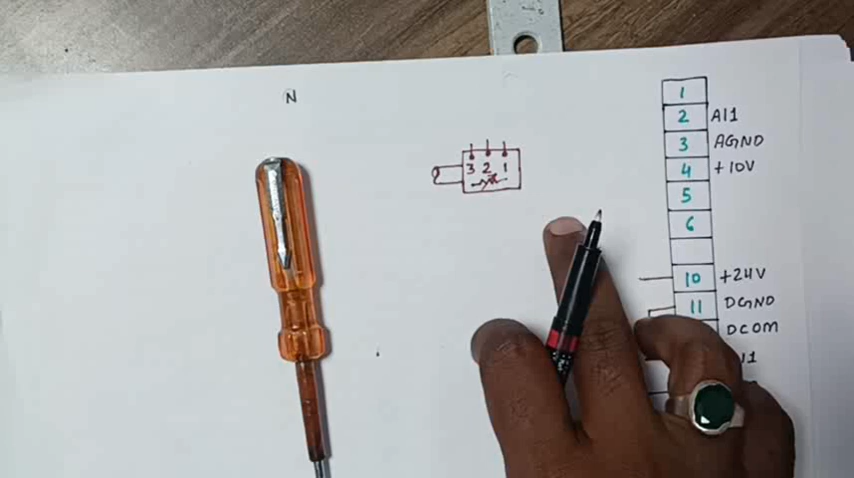 N
3 2 1
1
2 AI1
3 AGND
4 +10V
5
6
10 +24V
11 DGND
DCOM